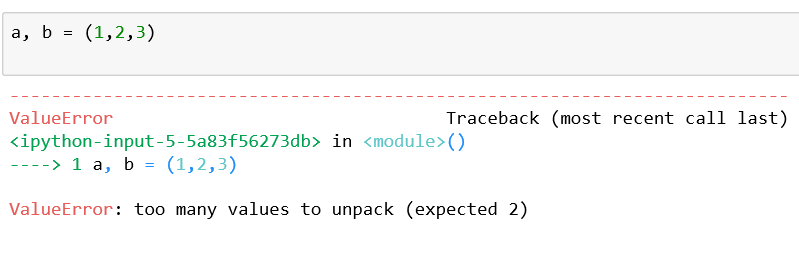 a, b = (1,2,3)
---------------------------------------------------------------------------
ValueError                                Traceback (most recent call last)
<ipython-input-5-5a83f56273db> in <module>()
----> 1 a, b = (1,2,3)
ValueError: too many values to unpack (expected 2)